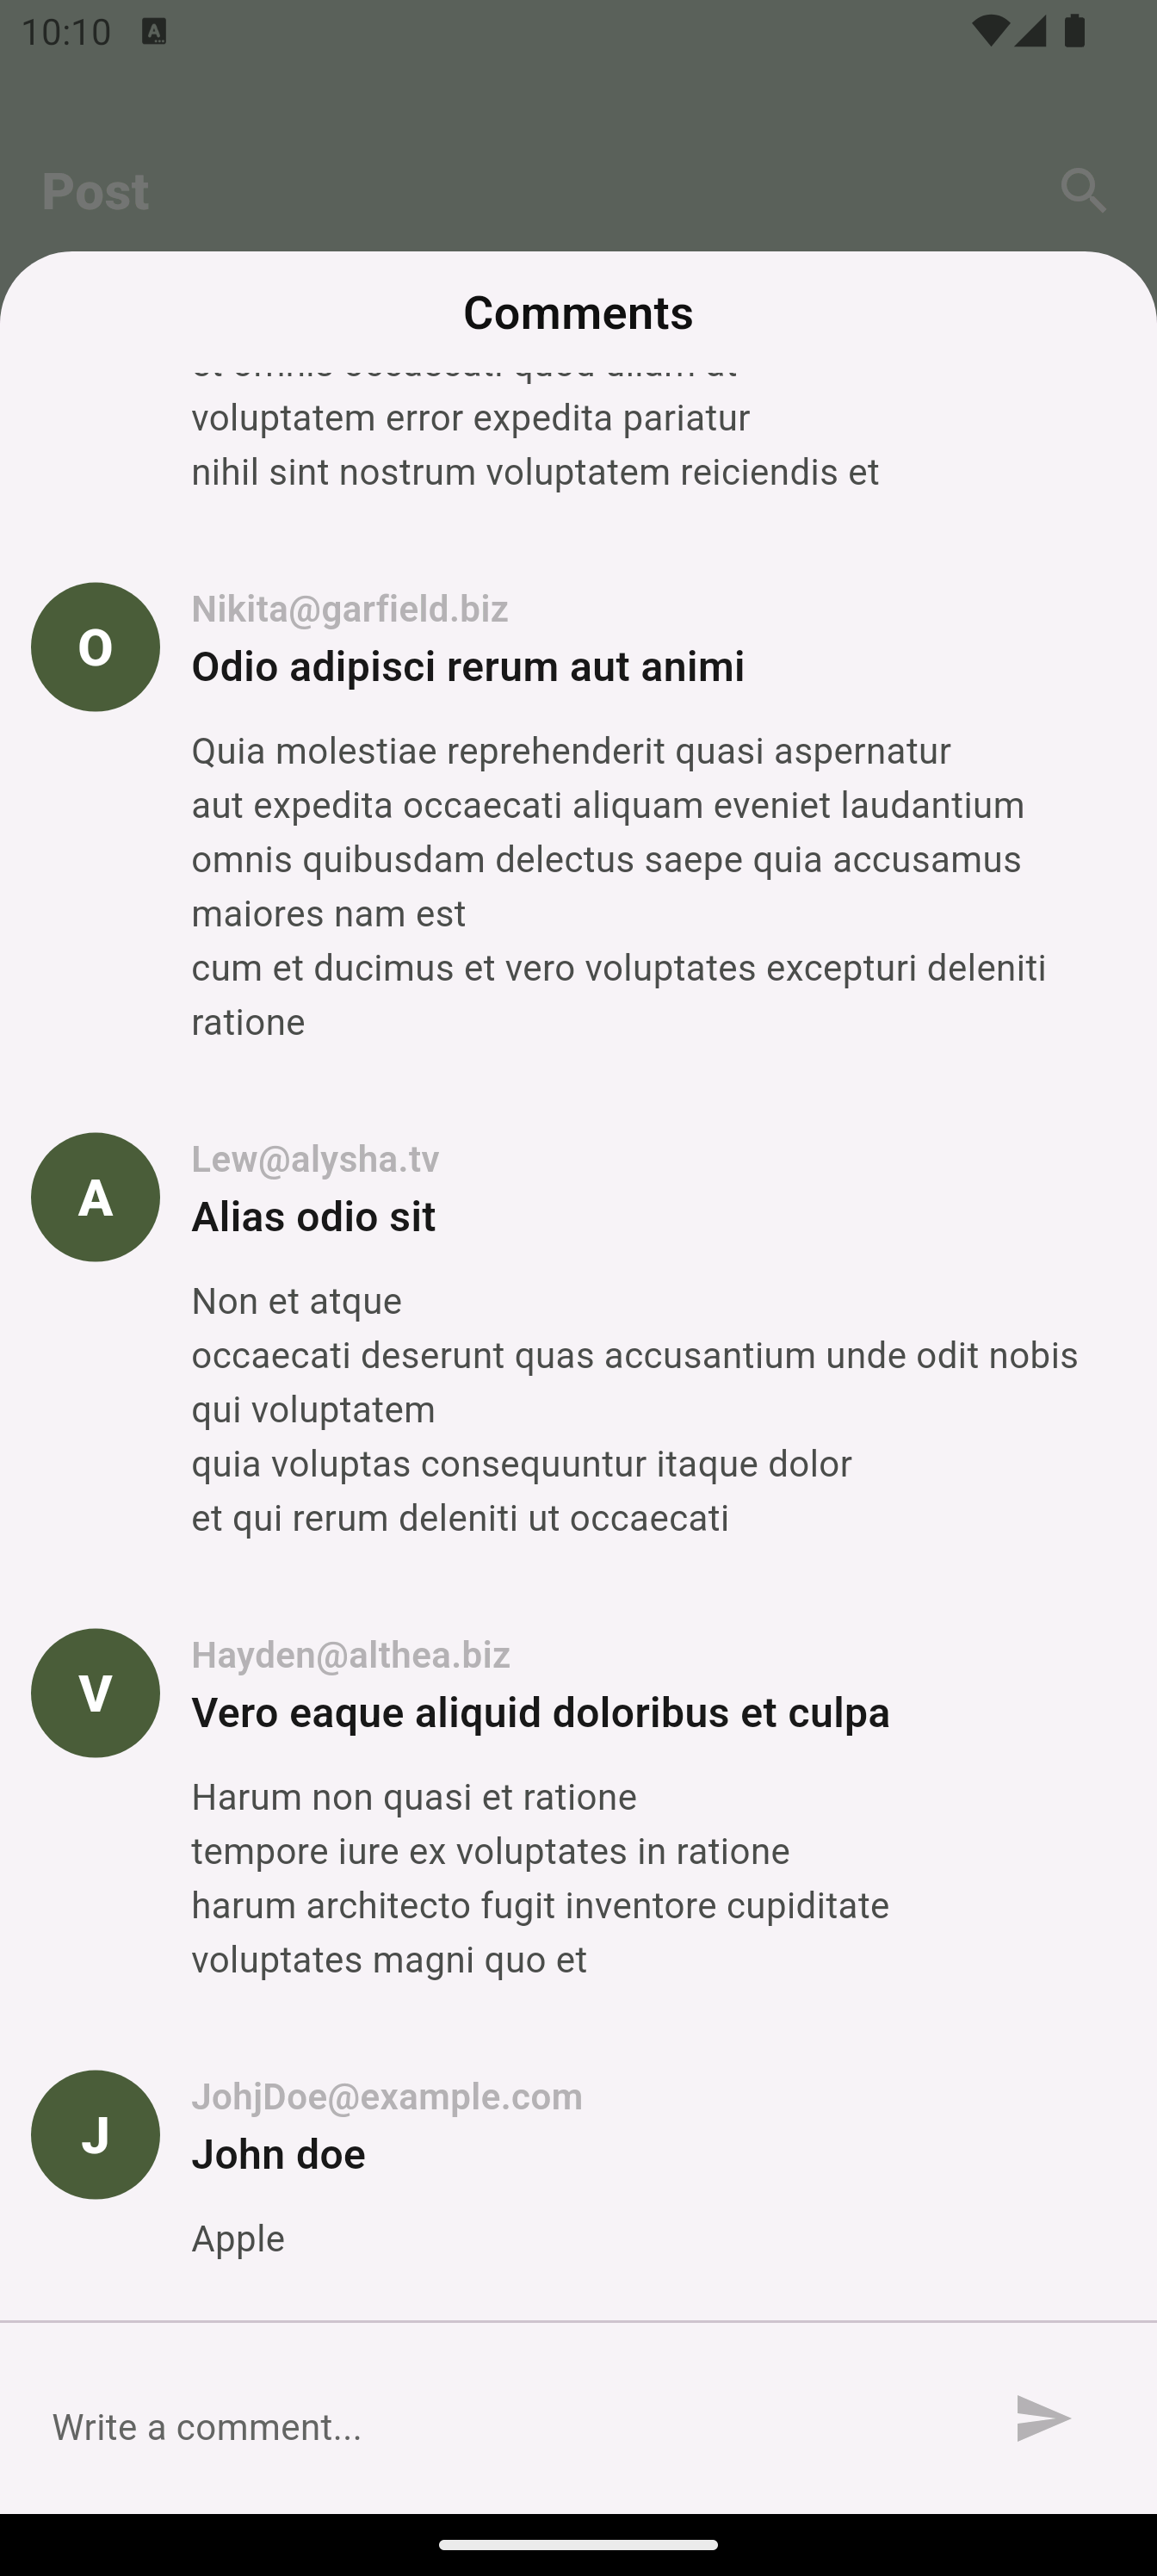 10:10
Post
Comments
voluptatem error expedita pariatur
nihil sint nostrum voluptatem reiciendis et
O
Nikita@garfield.biz
Odio adipisci rerum aut animi
Quia molestiae reprehenderit quasi aspernatur
aut expedita occaecati aliquam eveniet laudantium
omnis quibusdam delectus saepe quia accusamus
maiores nam est
cum et ducimus et vero voluptates excepturi deleniti
ratione
A
Lew@alysha.tv
Alias odio sit
Non et atque
occaecati deserunt quas accusantium unde odit nobis
qui voluptatem
quia voluptas consequuntur itaque dolor
et qui rerum deleniti ut occaecati
V
Hayden@althea.biz
Vero eaque aliquid doloribus et culpa
Harum non quasi et ratione
tempore iure ex voluptates in ratione
harum architecto fugit inventore cupiditate
voluptates magni quo et
J
JohjDoe@example.com
John doe
Apple
Write a comment...